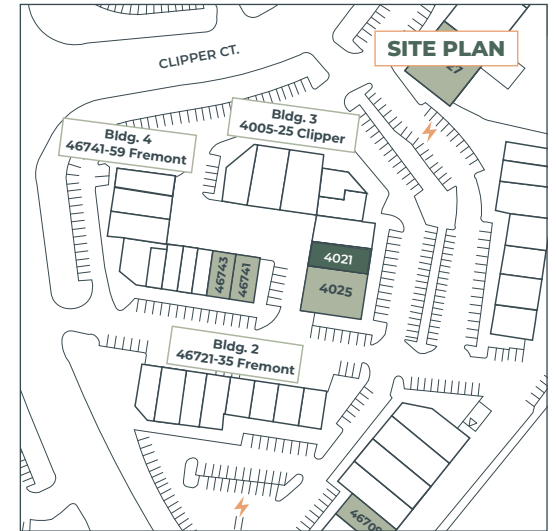 SITE PLAN
27
CLIPPER CT.
Bldg. 3
4005-25 Clipper
Bldg. 4
46741-59 Fremont
4021
46743
46741
4025
Bldg. 2
46721-35 Fremont